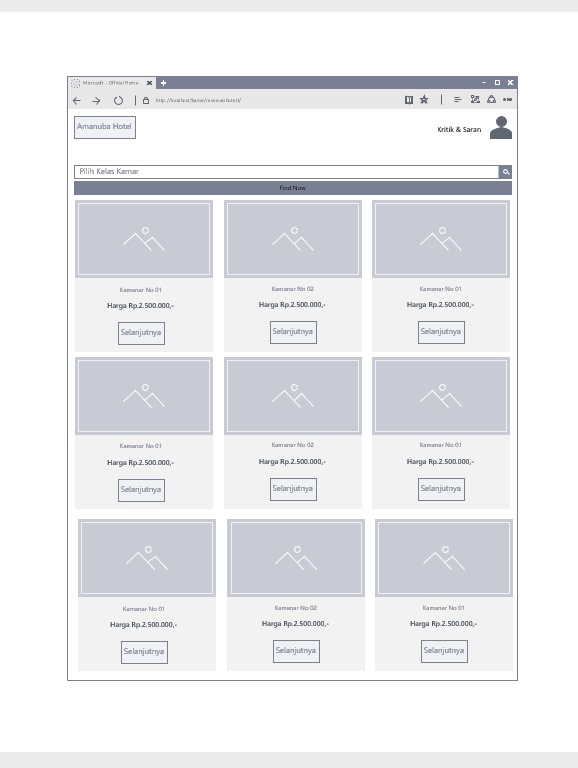 Microsoft - Official Home
http://localhost/kamar/reservasihotel/
Amanuba Hotel
Kritik & Saran
Pilih Kelas Kamar
Find Now
Kamanar No 01
Kamanar No 02
Kamanar No 01
Harga Rp.2.500.000,-
Harga Rp.2.500.000,-
Harga Rp.2.500.000,-
Selanjutnya
Selanjutnya
Selanjutnya
Kamanar No 01
Kamanar No 02
Kamanar No 01
Harga Rp.2.500.000,-
Harga Rp.2.500.000,-
Harga Rp.2.500.000,-
Selanjutnya
Selanjutnya
Selanjutnya
Kamanar No 01
Kamanar No 02
Kamanar No 01
Harga Rp.2.500.000,-
Harga Rp.2.500.000,-
Harga Rp.2.500.000,-
Selanjutnya
Selanjutnya
Selanjutnya